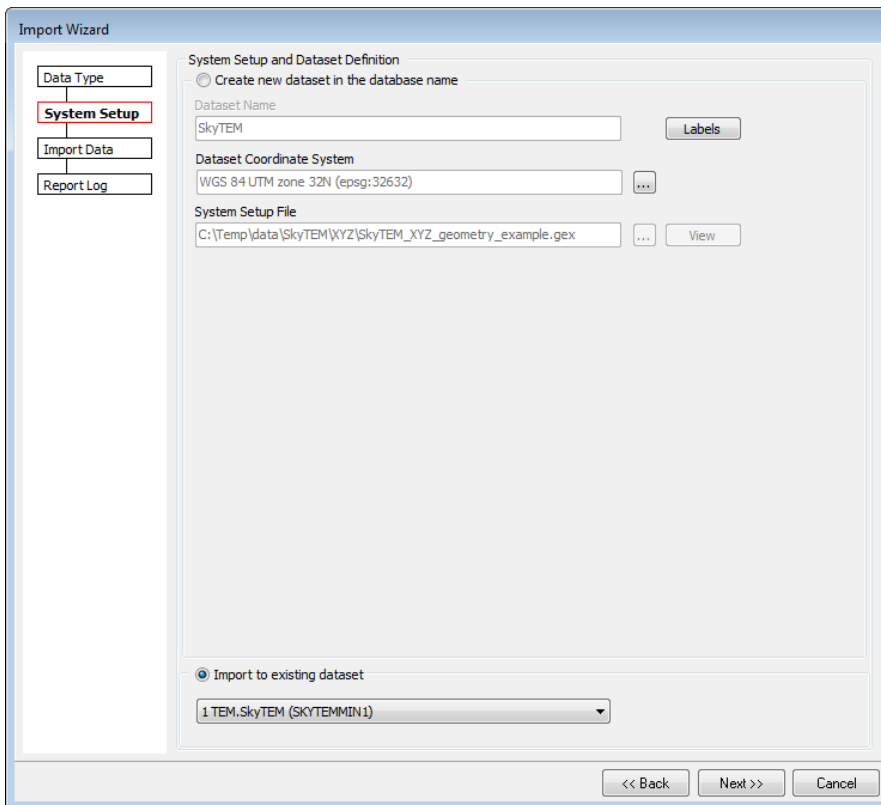 Import Wizard
Data Type
System Setup
Import Data
Report Log
System Setup and Dataset Definition
Create new dataset in the database name
Dataset Name
SkyTEM
Labels
Dataset Coordinate System
WGS 84 UTM zone 32N (epsg:32632)
...
System Setup File
C:\Temp\data\SkyTEM\XYZ\SkyTEM_XYZ_geometry_example.gex
...
View
Import to existing dataset
1 TEM.SkyTEM (SKYTEMMIN1)
<< Back
Next >>
Cancel